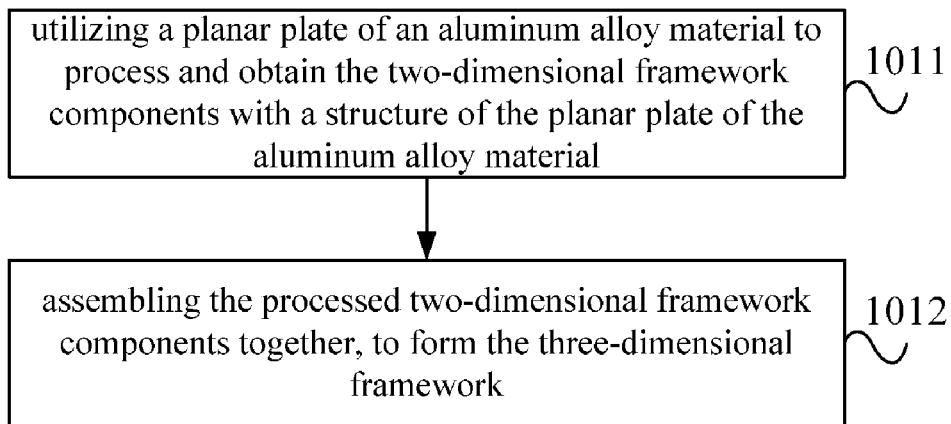 utilizing a planar plate of an aluminum alloy material to
process and obtain the two-dimensional framework
components with a structure of the planar plate of the
aluminum alloy material
1011
assembling the processed two-dimensional framework
components together, to form the three-dimensional
framework
1012